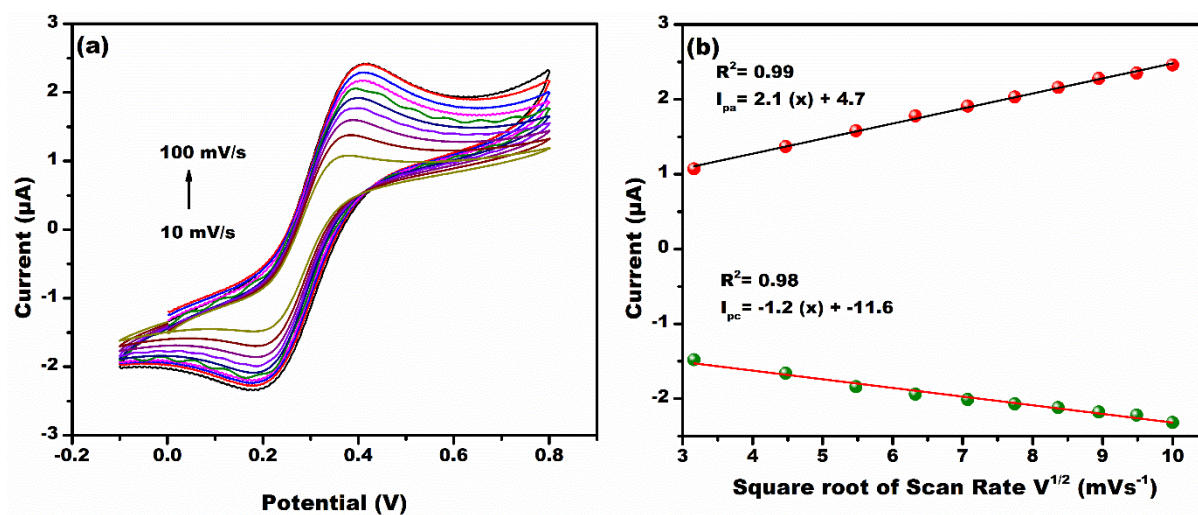 (a)
3
2
1
0
-1
-2
-3
Current (µA)
100 mV/s
10 mV/s
-0.2 0.0 0.2 0.4 0.6 0.8
Potential (V)
(b)
3
2
1
0
-1
-2
Current (µA)
R²= 0.99
Ipa= 2.1 (x) + 4.7
R²= 0.98
Ipc= -1.2 (x) + -11.6
3 4 5 6 7 8 9 10
Square root of Scan Rate V¹/² (mVs⁻¹)